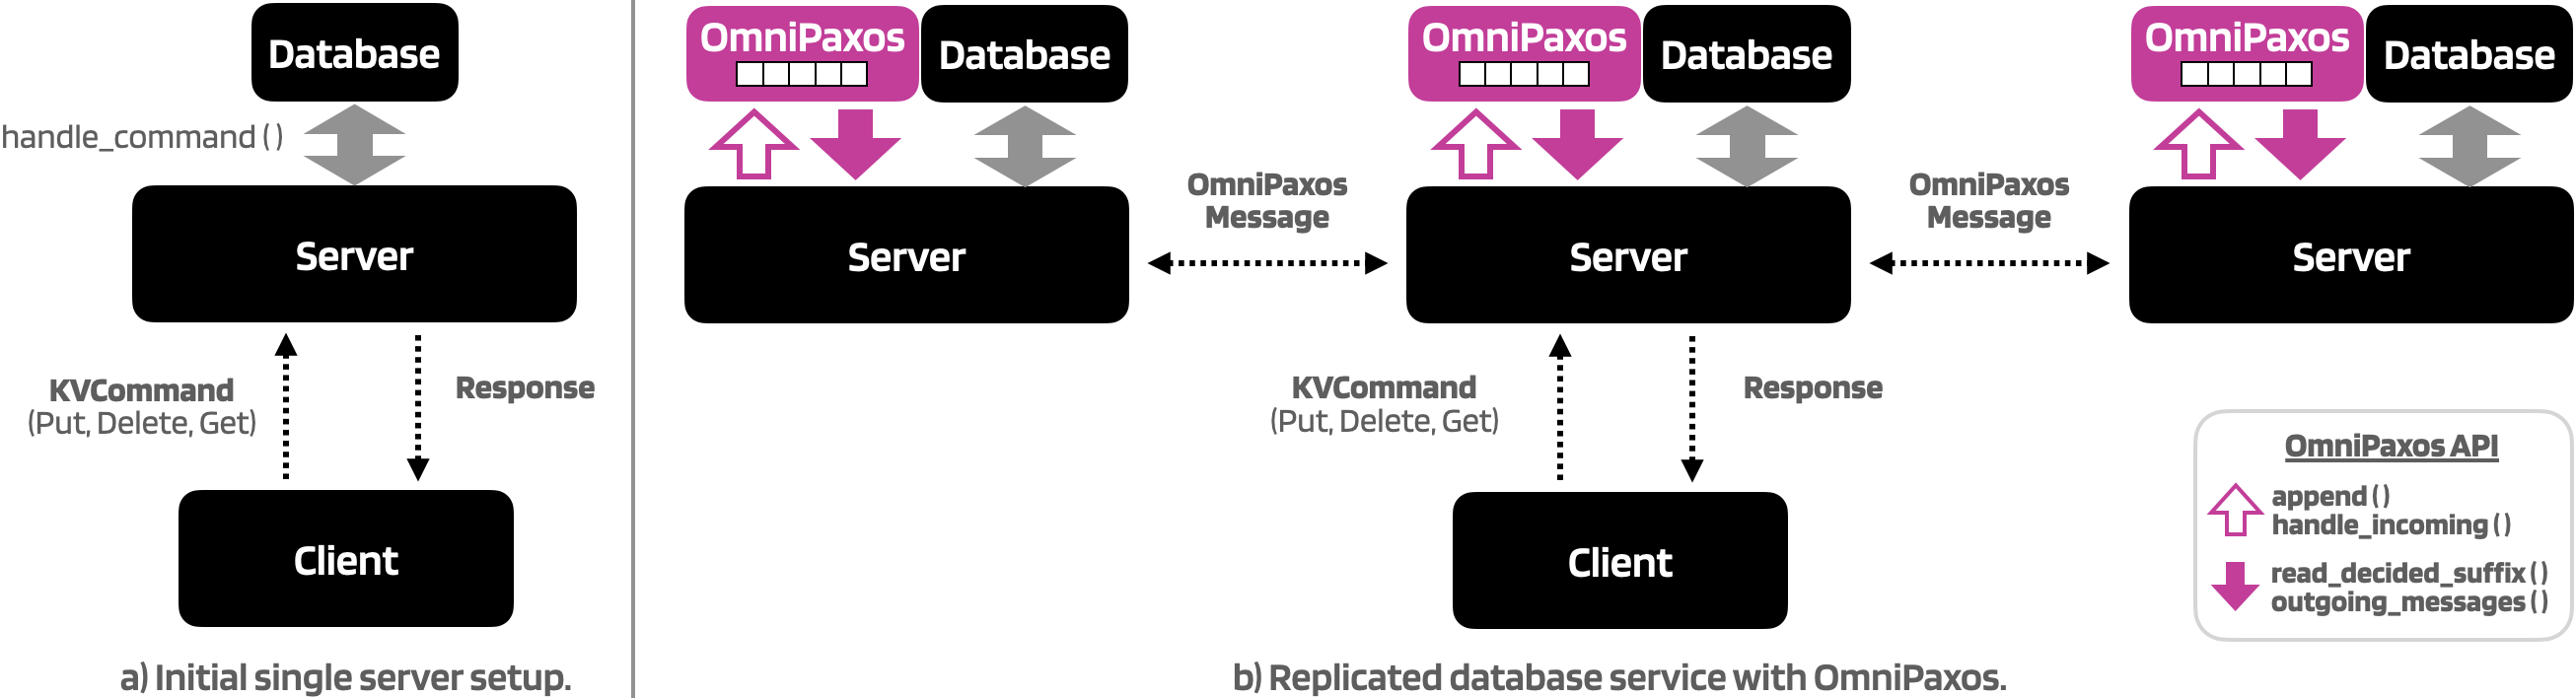 Database
handle_command ( )
Server
KVCommand
(Put, Delete, Get)
Response
Client
a) Initial single server setup.
OmniPaxos
Database
Server
OmniPaxos
Message
OmniPaxos
Database
Server
OmniPaxos
Message
OmniPaxos
Database
Server
KVCommand
(Put, Delete, Get)
Response
Client
OmniPaxos API
append ( )
handle_incoming ( )
read_decided_suffix ( )
outgoing_messages ( )
b) Replicated database service with OmniPaxos.